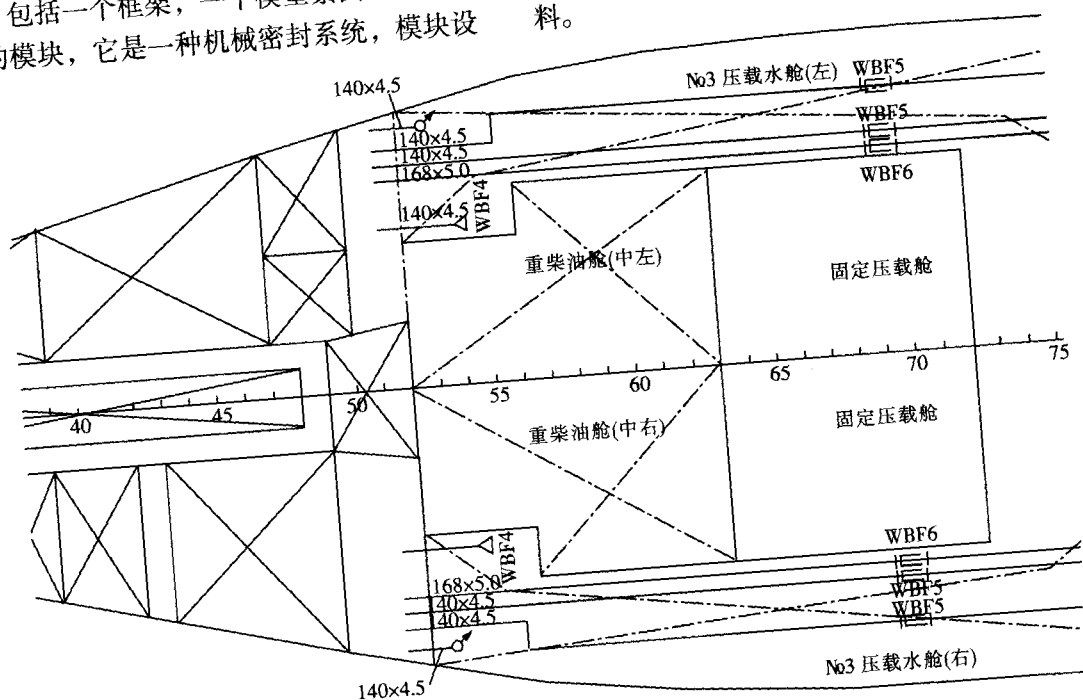 包括一个框架，一个模
的模块，它是一种机械密封系统，模块设
料。
140×4.5
№3 压载水舱(左)
WBF5
WBF5
140×4.5
140×4.5
168×5.0
WBF6
140×4.5
WBF4
重柴油舱(中左)
固定压载舱
40
45
50
55
60
65
70
75
重柴油舱(中右)
固定压载舱
WBF4
WBF6
168×5.0
WBF5
140×4.5
WBF5
140×4.5
№3 压载水舱(右)
140×4.5